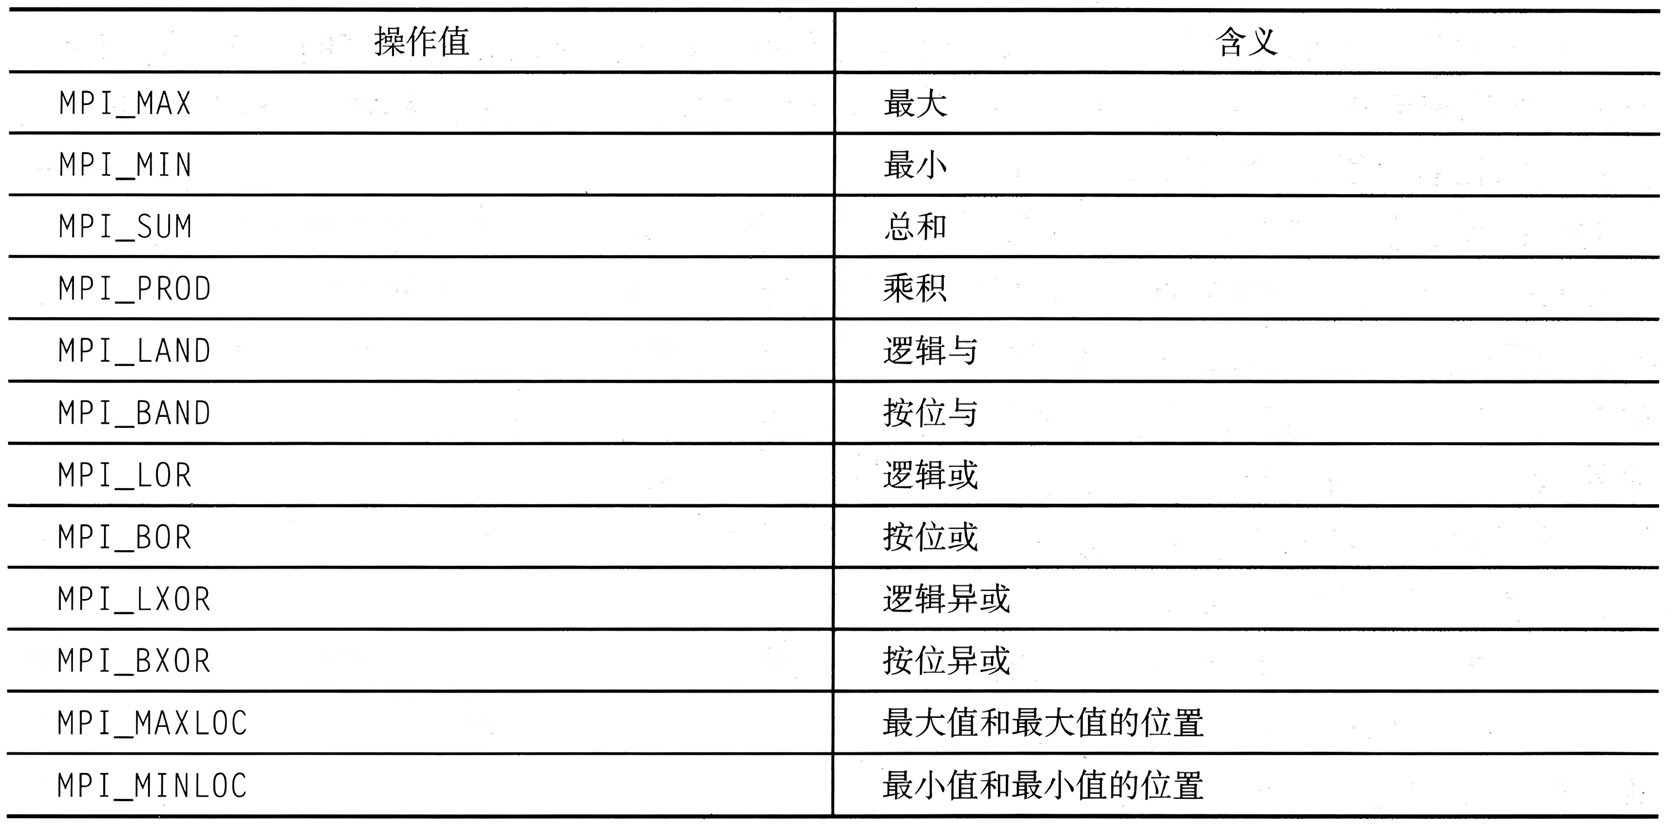 操作值 含义
MPI_MAX 最大
MPI_MIN 最小
MPI_SUM 总和
MPI_PROD 乘积
MPI_LAND 逻辑与
MPI_BAND 按位与
MPI_LOR 逻辑或
MPI_BOR 按位或
MPI_LXOR 逻辑异或
MPI_BXOR 按位异或
MPI_MAXLOC 最大值和最大值的位置
MPI_MINLOC 最小值和最小值的位置